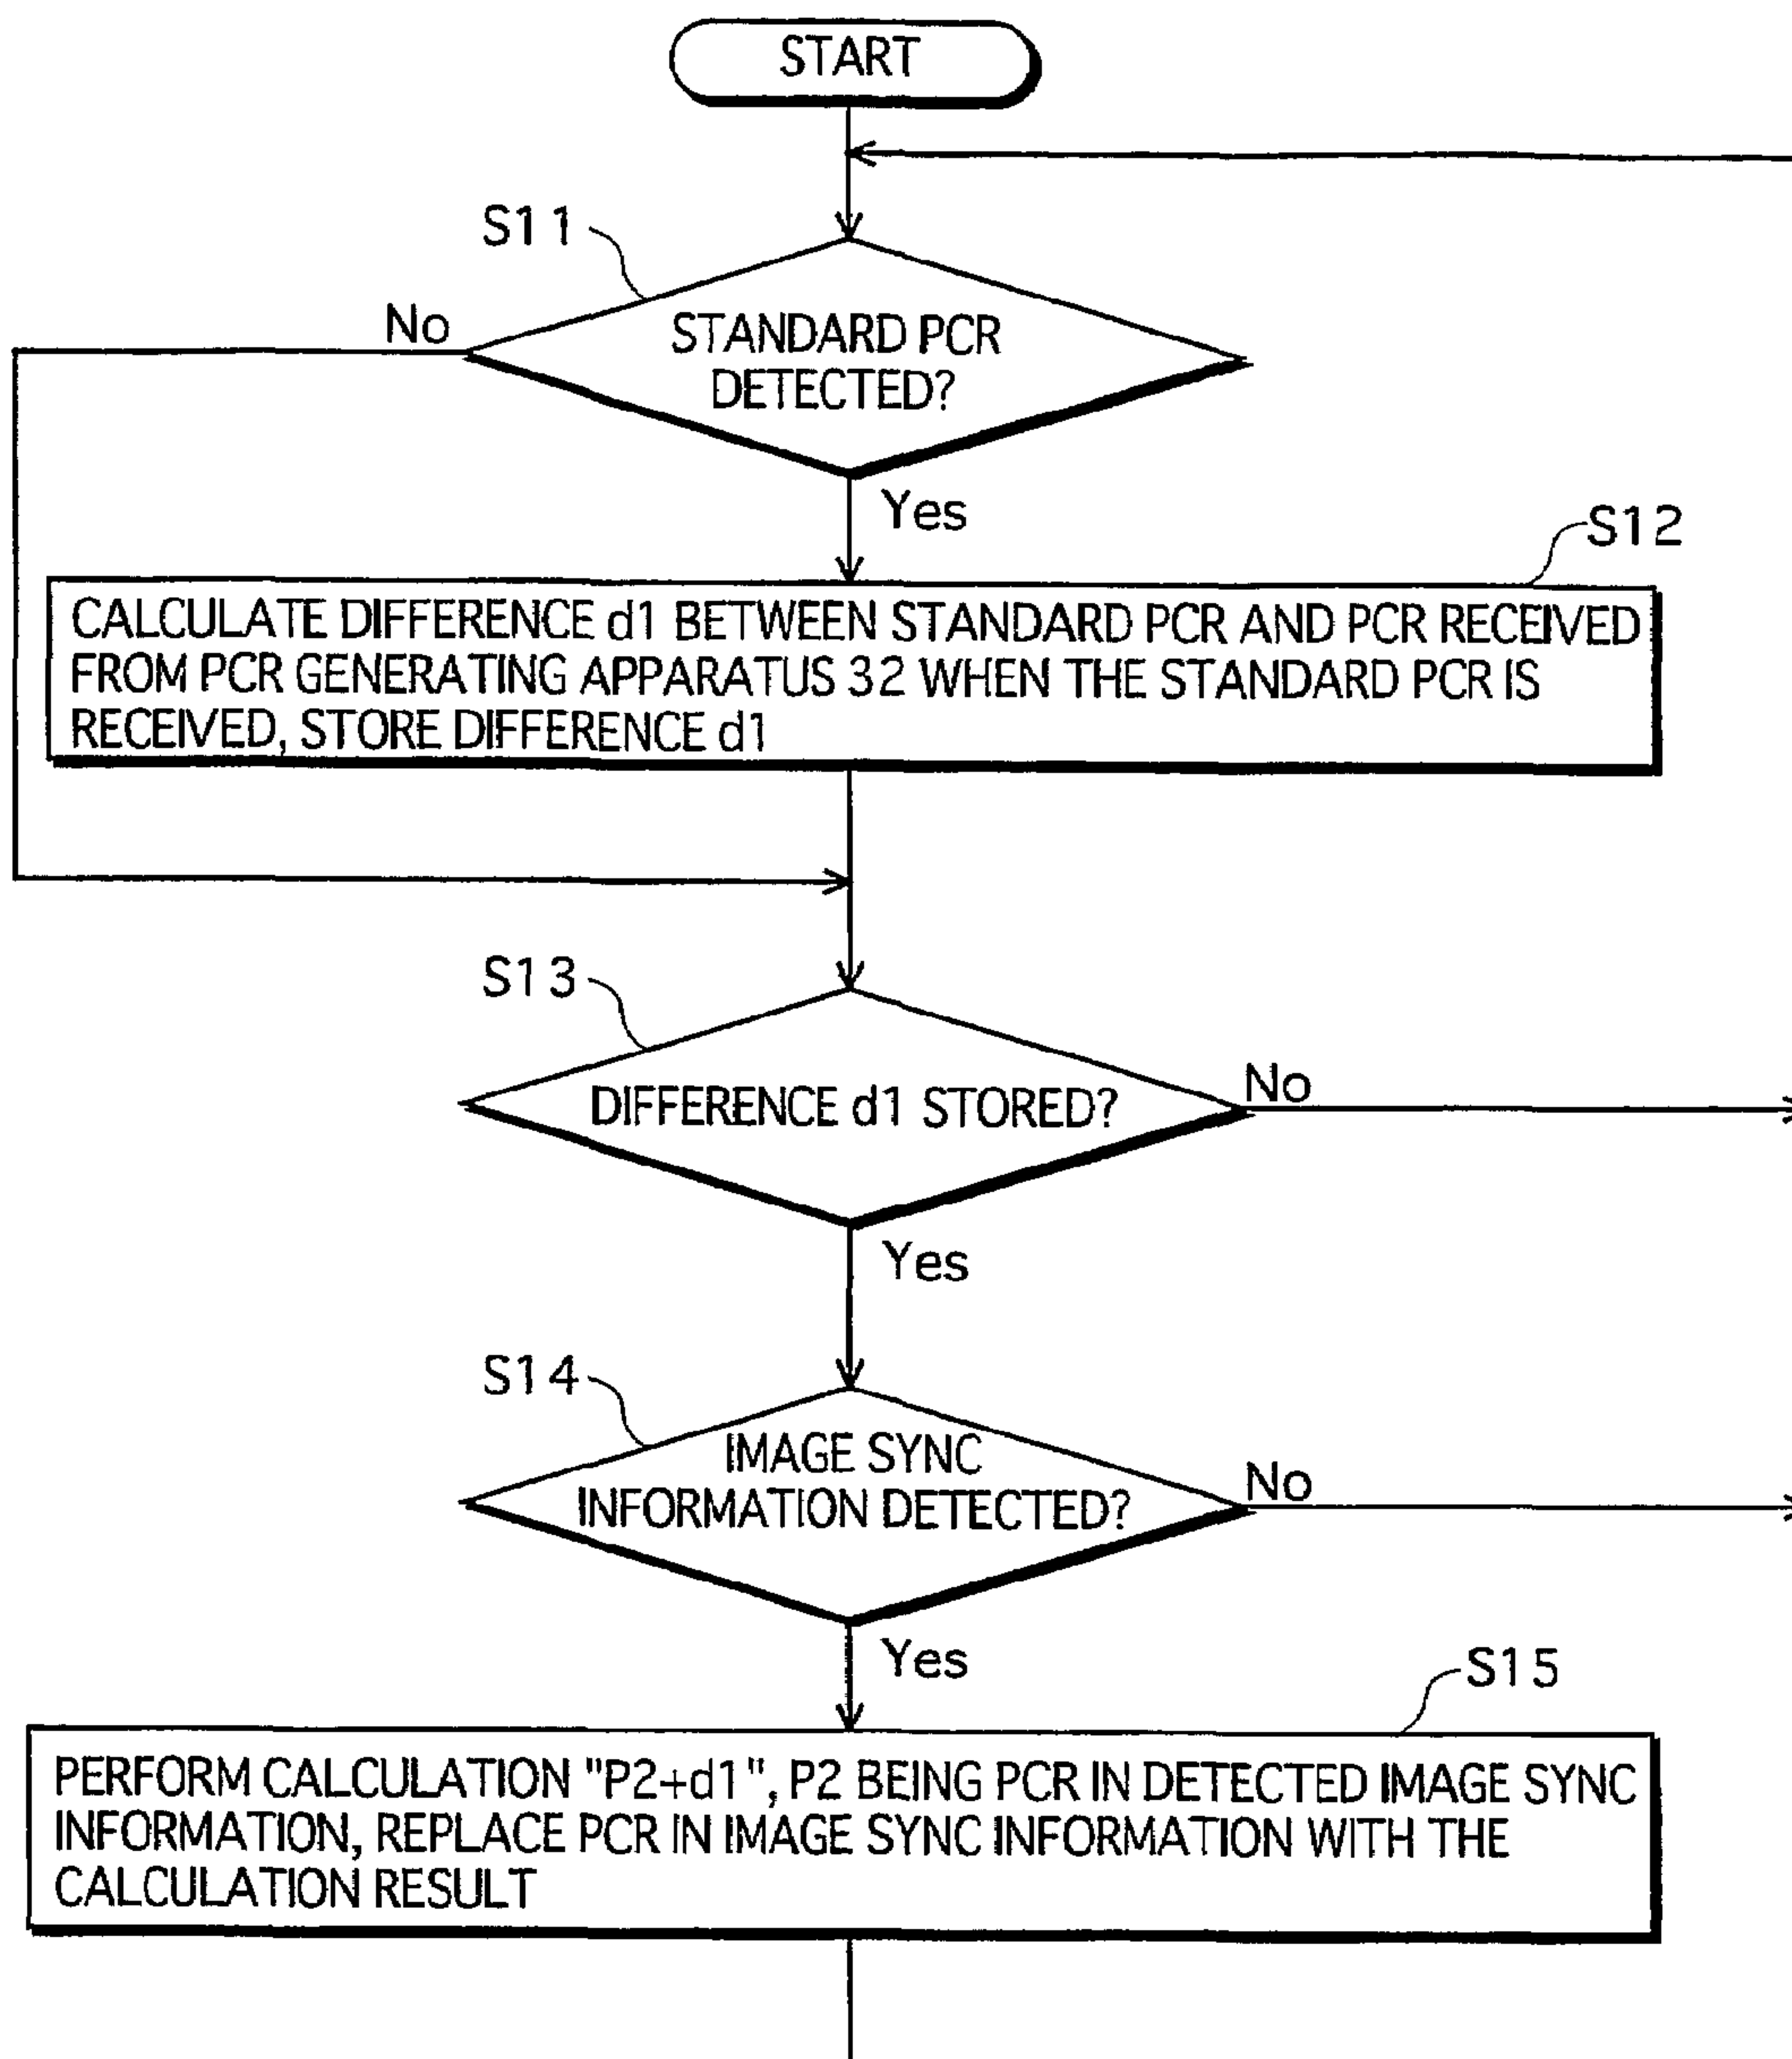 START
S11
No
STANDARD PCR
DETECTED?
Yes
S12
CALCULATE DIFFERENCE d1 BETWEEN STANDARD PCR AND PCR RECEIVED
FROM PCR GENERATING APPARATUS 32 WHEN THE STANDARD PCR IS
RECEIVED, STORE DIFFERENCE d1
S13
DIFFERENCE d1 STORED?
No
Yes
S14
IMAGE SYNC
INFORMATION DETECTED?
No
Yes
S15
PERFORM CALCULATION "P2+d1", P2 BEING PCR IN DETECTED IMAGE SYNC
INFORMATION, REPLACE PCR IN IMAGE SYNC INFORMATION WITH THE
CALCULATION RESULT